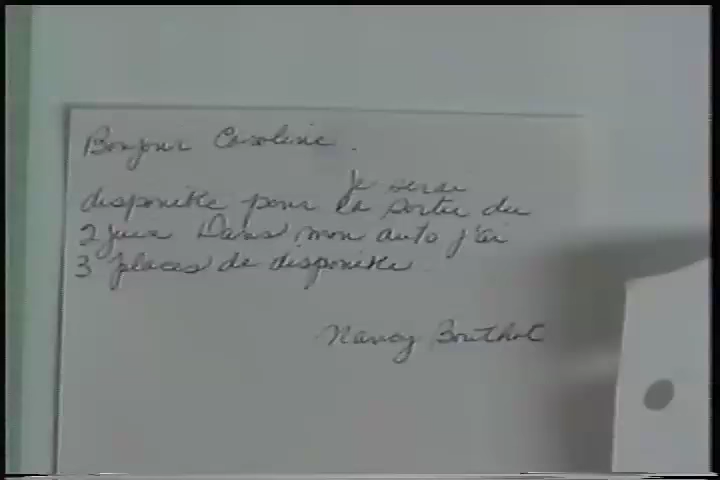 Bonjour Caroline.
Je serai
disponible pour la sortie du
2 juin Dans mon auto j'ai
3 places de disponible.
Nancy Bouthot